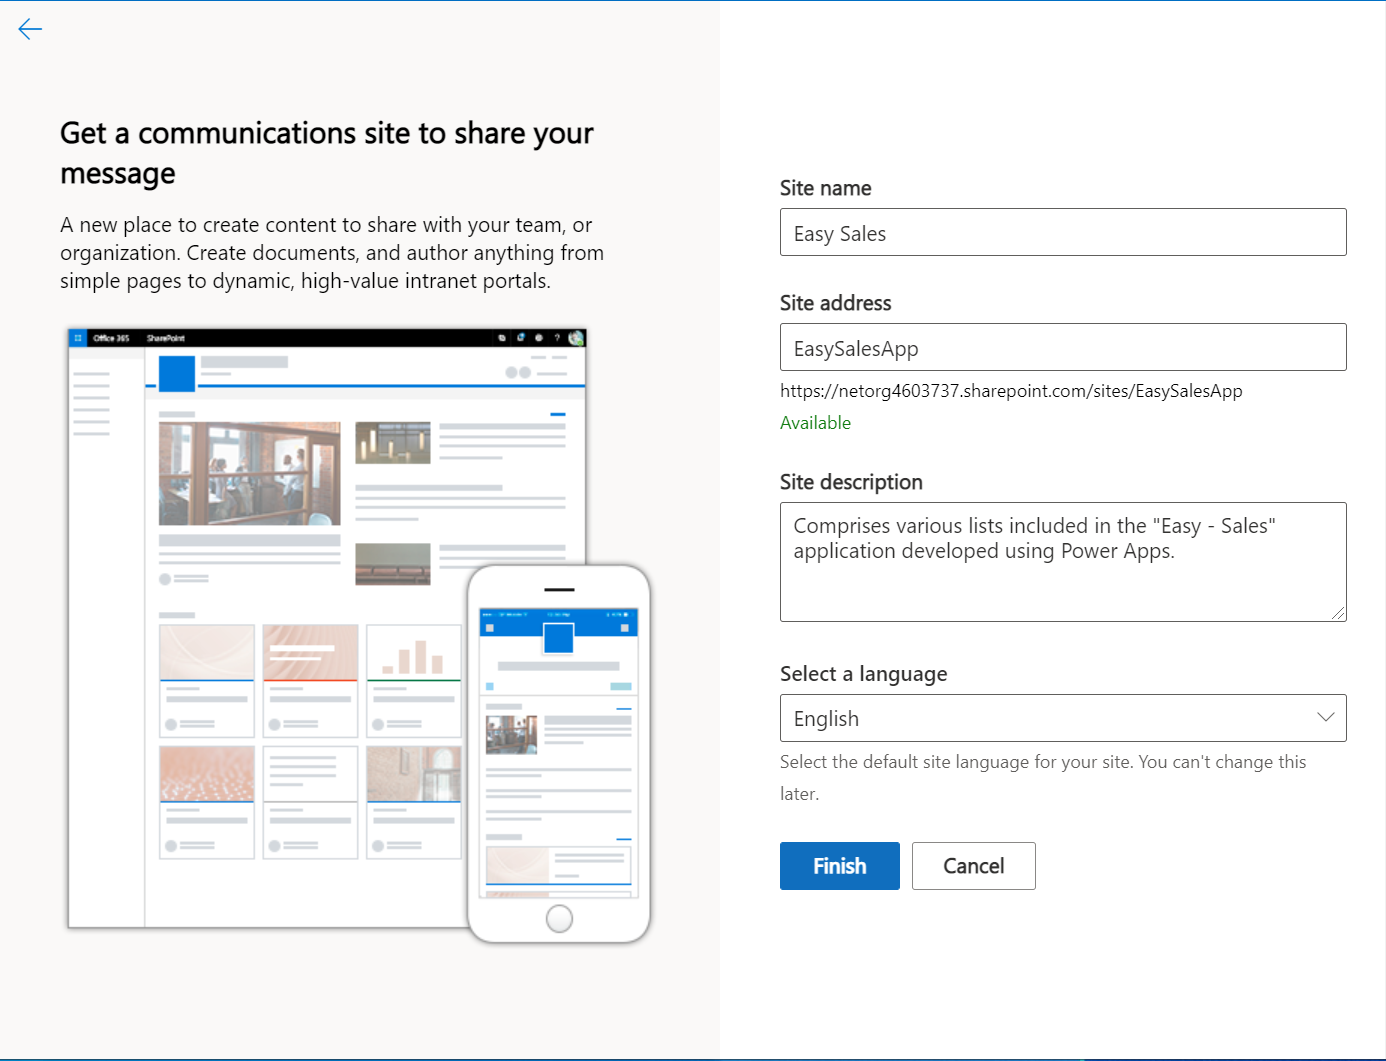 Get a communications site to share your
message
A new place to create content to share with your team, or
organization. Create documents, and author anything from
simple pages to dynamic, high-value intranet portals.
Office 365 SharePoint ?
Site name
Easy Sales
Site address
EasySalesApp
https://netorg4603737.sharepoint.com/sites/EasySalesApp
Available
Site description
Comprises various lists included in the "Easy - Sales"
application developed using Power Apps.
Select a language
English
Select the default site language for your site. You can't change this
later.
Finish Cancel